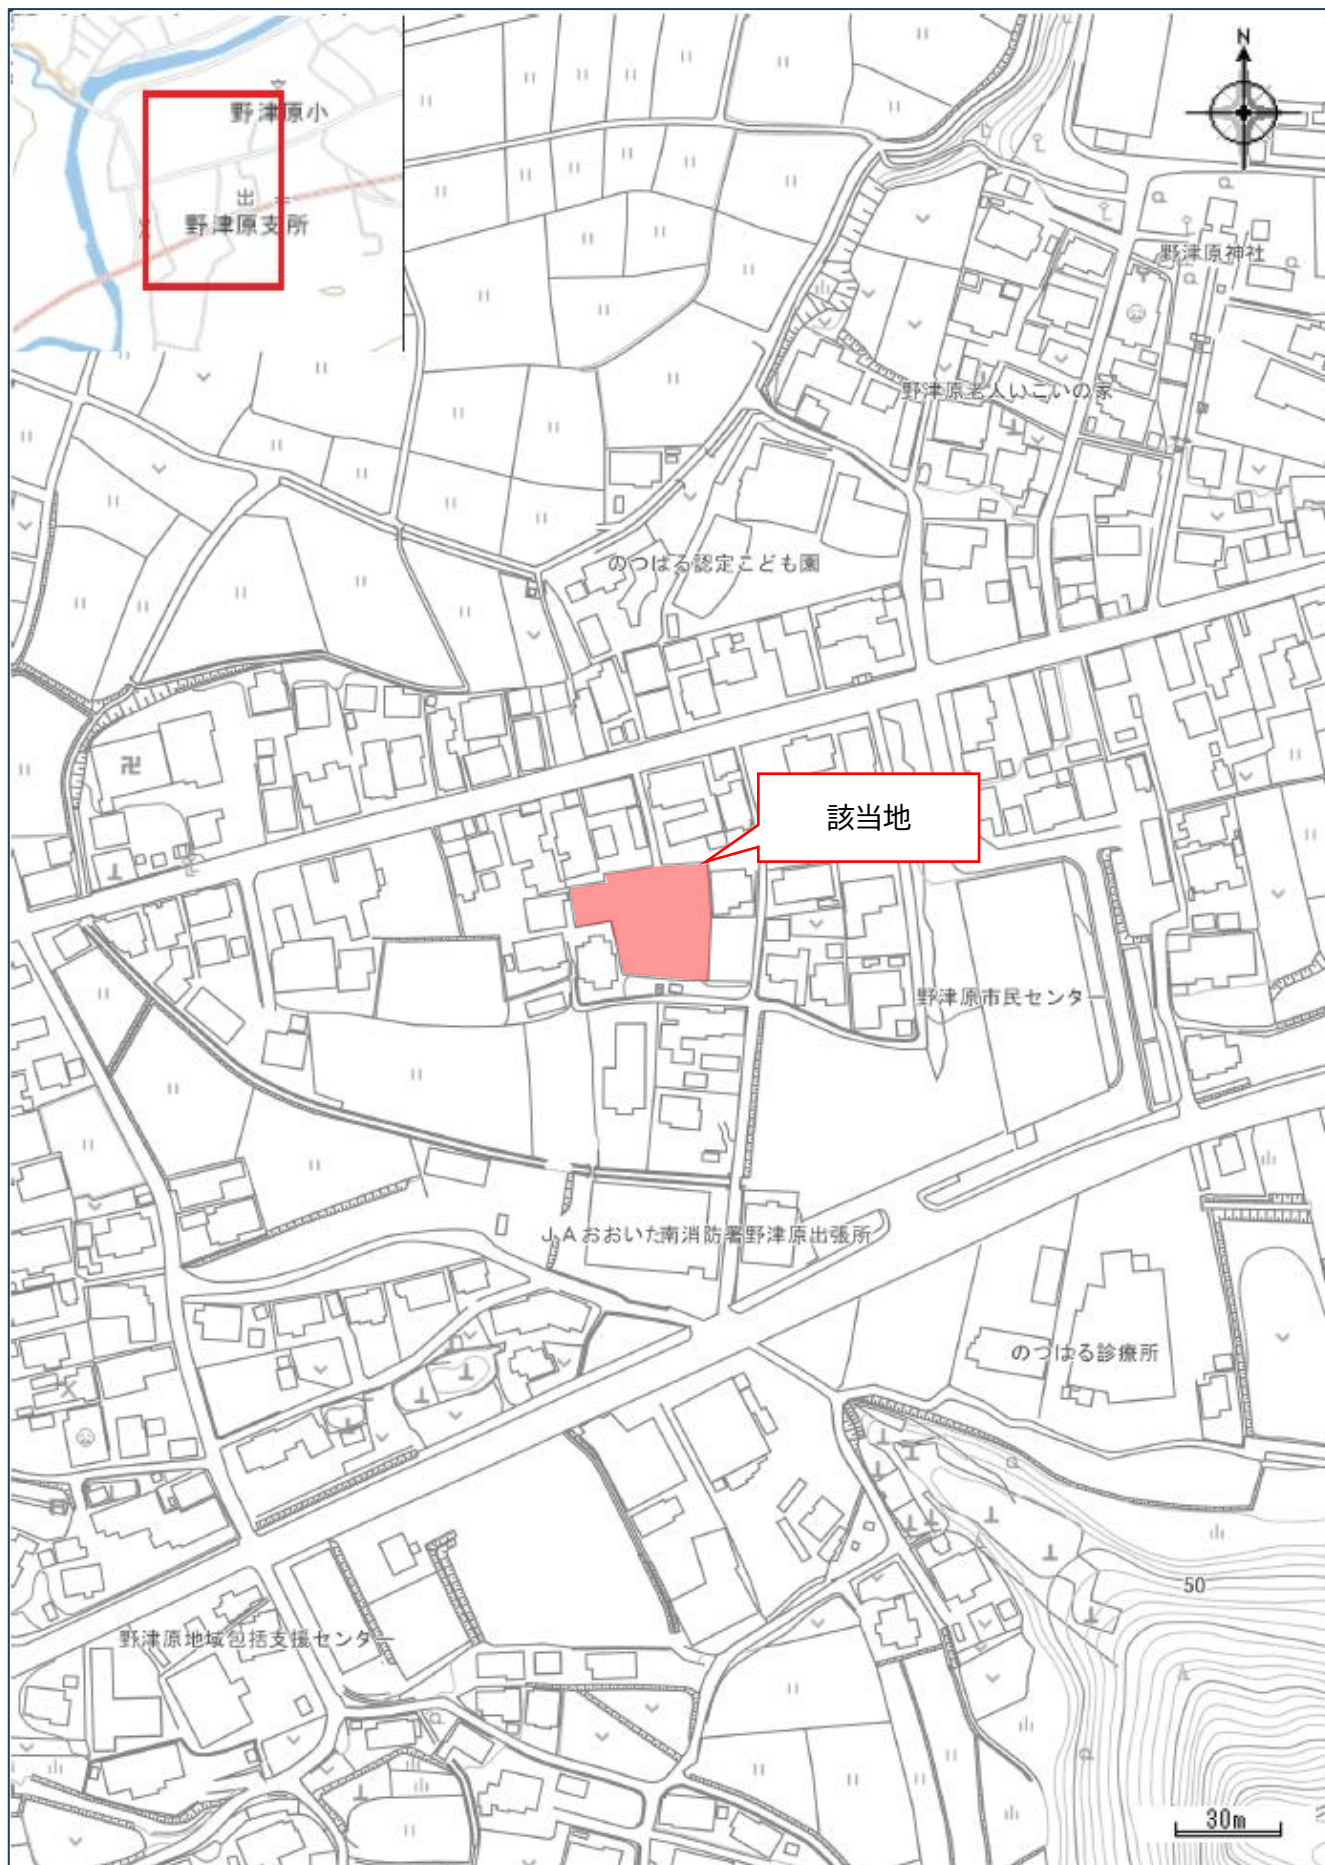 野津原小
出
野津原支所
N
野津原神社
野津原老人いこいの家
のつはる認定こども園
該当地
野津原市民センター
JAおおいた南消防署野津原出張所
のつはる診療所
50
野津原地域包括支援センター
30m